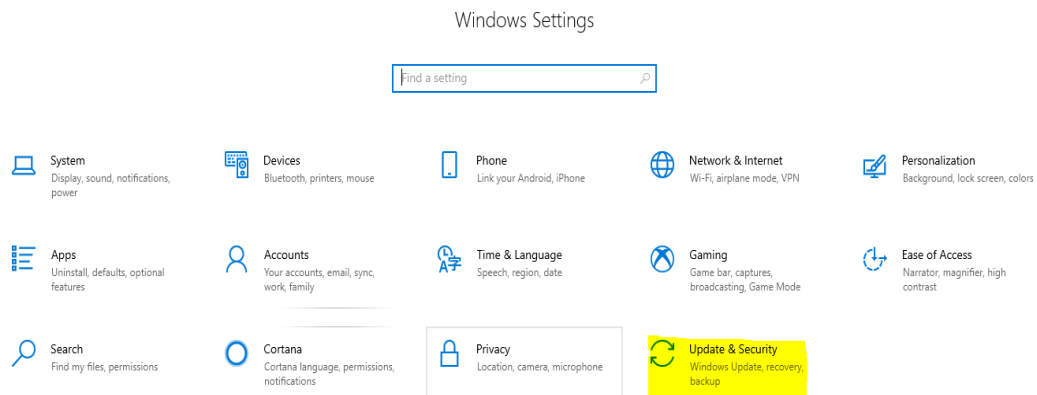 Windows Settings
Find a setting
System
Display, sound, notifications,
power
Devices
Bluetooth, printers, mouse
Phone
Link your Android, iPhone
Network & Internet
Wi-Fi, airplane mode, VPN
Personalization
Background, lock screen, colors
Apps
Uninstall, defaults, optional
features
Accounts
Your accounts, email, sync,
work, family
Time & Language
Speech, region, date
Gaming
Game bar, captures,
broadcasting, Game Mode
Ease of Access
Narrator, magnifier, high
contrast
Search
Find my files, permissions
Cortana
Cortana language, permissions,
notifications
Privacy
Location, camera, microphone
Update & Security
Windows Update, recovery,
backup